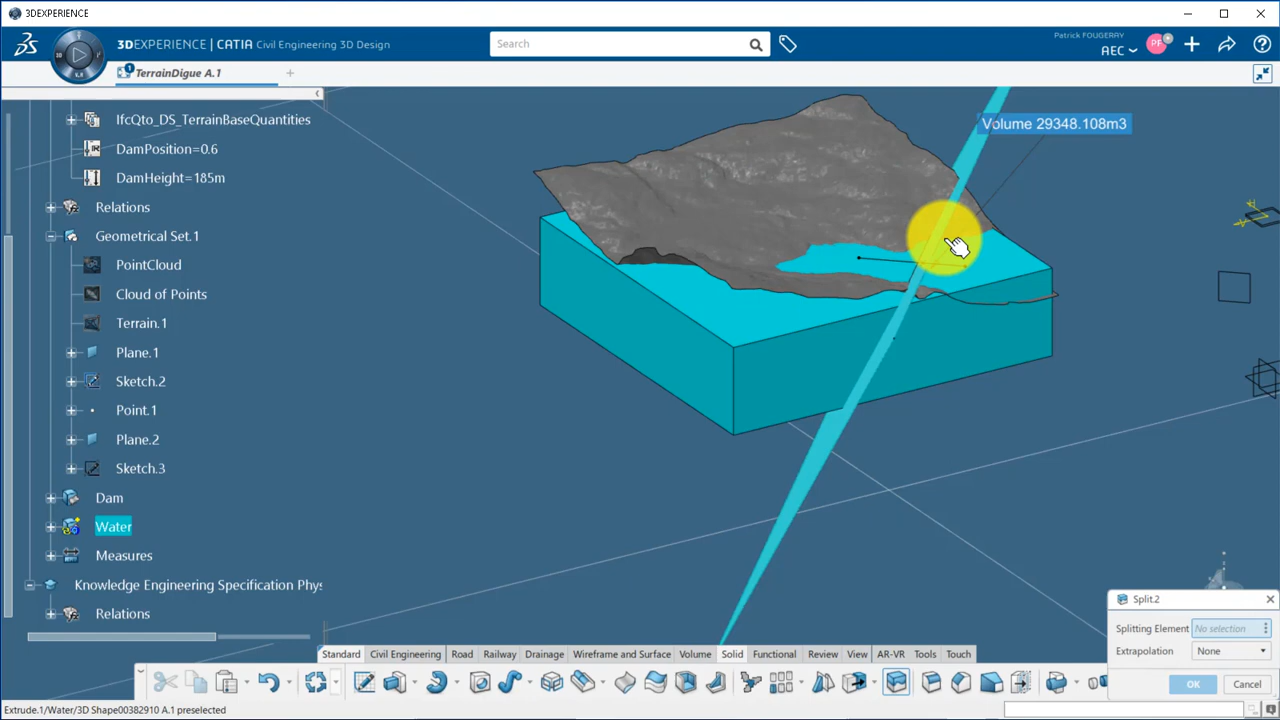 3DEXPERIENCE
3DEXPERIENCE | CATIA Civil Engineering 3D Design
Search
Patrick FOUGERAY
AEC
PF
V.R
TerrainDigue A.1
IfcQto_DS_TerrainBaseQuantities
DamPosition=0.6
DamHeight=185m
Relations
Geometrical Set.1
PointCloud
Cloud of Points
Terrain.1
Plane.1
Sketch.2
Point.1
Plane.2
Sketch.3
Dam
Water
Measures
Knowledge Engineering Specification Phys
Relations
Volume 29348.108m3
Split.2
Splitting Element No selection
Extrapolation None
OK Cancel
Standard Civil Engineering Road Railway Drainage Wireframe and Surface Volume Solid Functional Review View AR-VR Tools Touch
Extrude.1/Water/3D Shape00382910 A.1 preselected